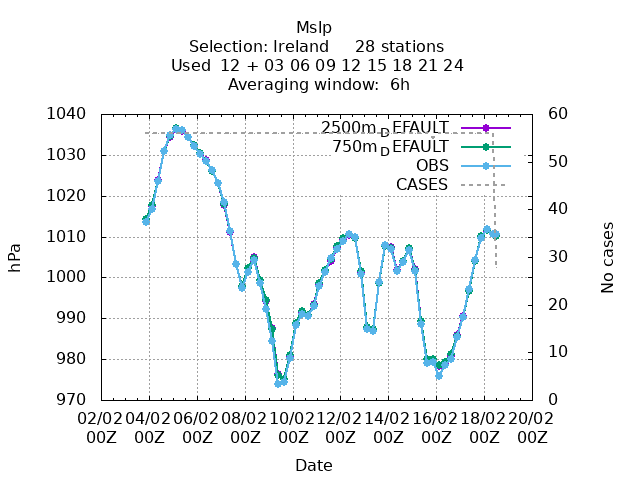 Mslp
Selection: Ireland 28 stations
Used 12 + 03 06 09 12 15 18 21 24
Averaging window: 6h
1040
1030
1020
1010
1000
990
980
970
hPa
60
50
40
30
20
10
0
No cases
2500m_DEFAULT
750m_DEFAULT
OBS
CASES
02/02 04/02 06/02 08/02 10/02 12/02 14/02 16/02 18/02 20/02
00Z 00Z 00Z 00Z 00Z 00Z 00Z 00Z 00Z 00Z
Date